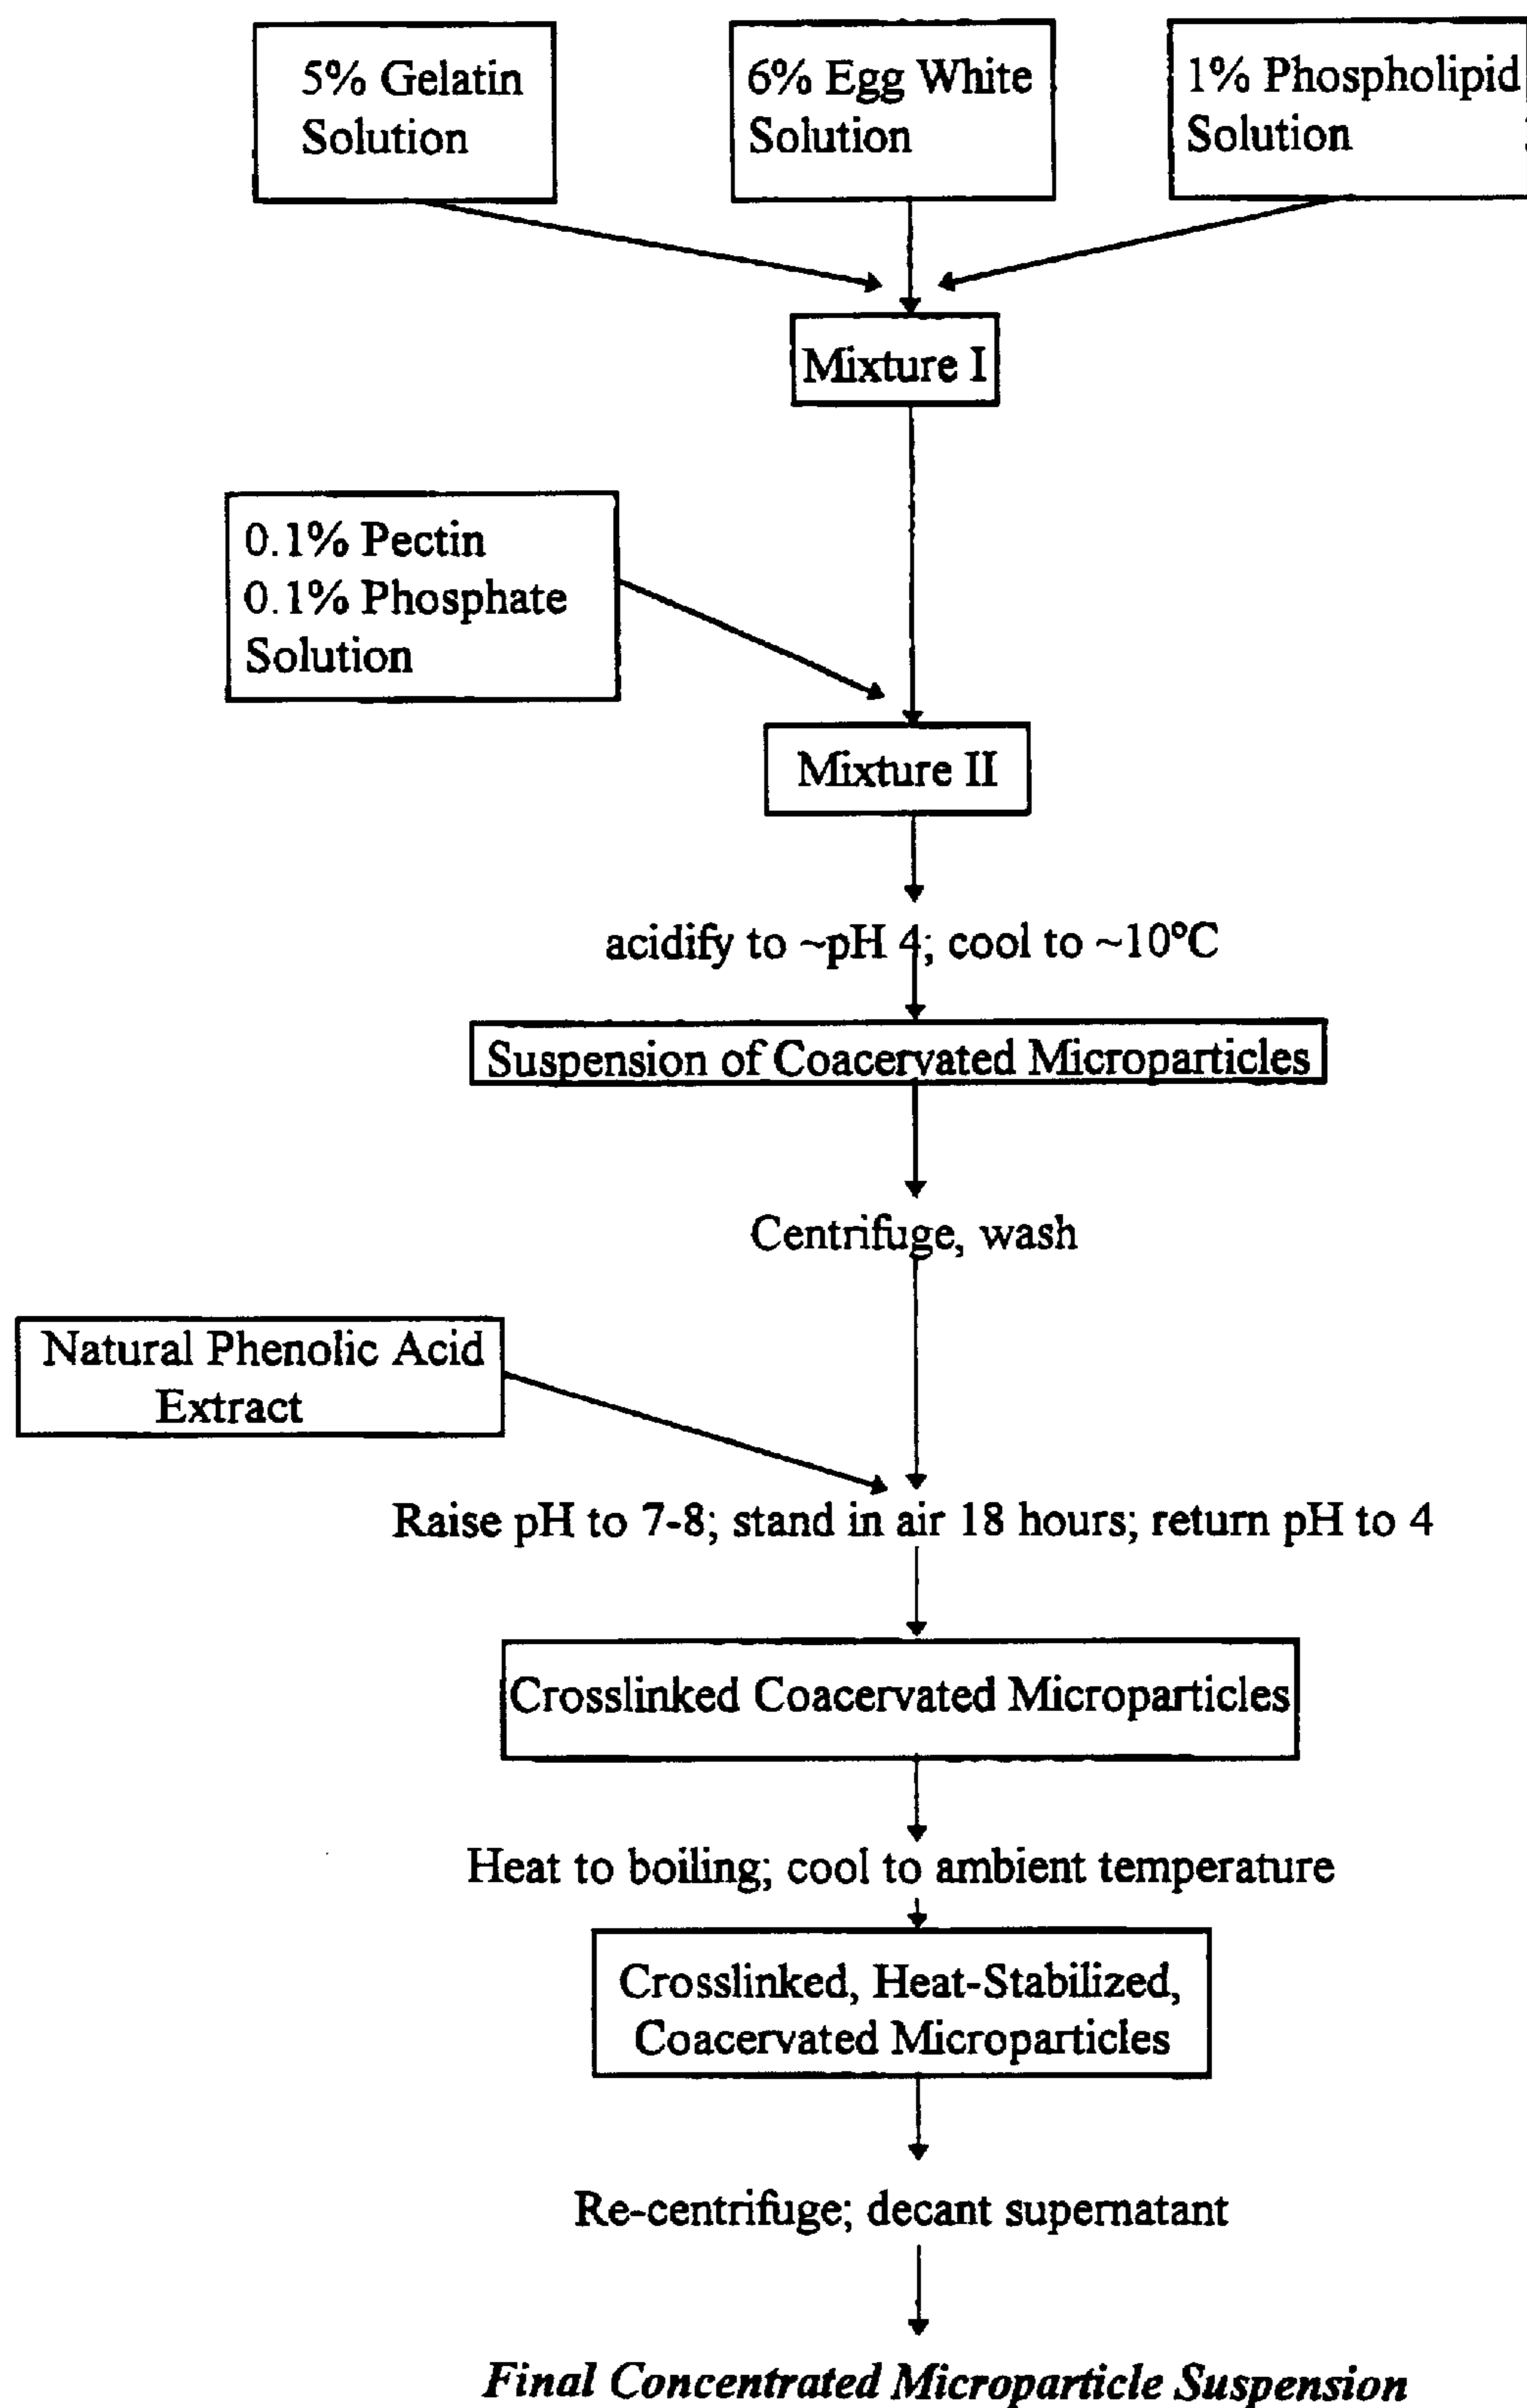 5% Gelatin
Solution
6% Egg White
Solution
1% Phospholipid
Solution
Mixture I
0.1% Pectin
0.1% Phosphate
Solution
Mixture II
acidify to ~pH 4; cool to ~10°C
Suspension of Coacervated Microparticles
Centrifuge, wash
Natural Phenolic Acid
Extract
Raise pH to 7-8; stand in air 18 hours; return pH to 4
Crosslinked Coacervated Microparticles
Heat to boiling; cool to ambient temperature
Crosslinked, Heat-Stabilized,
Coacervated Microparticles
Re-centrifuge; decant supernatant
Final Concentrated Microparticle Suspension